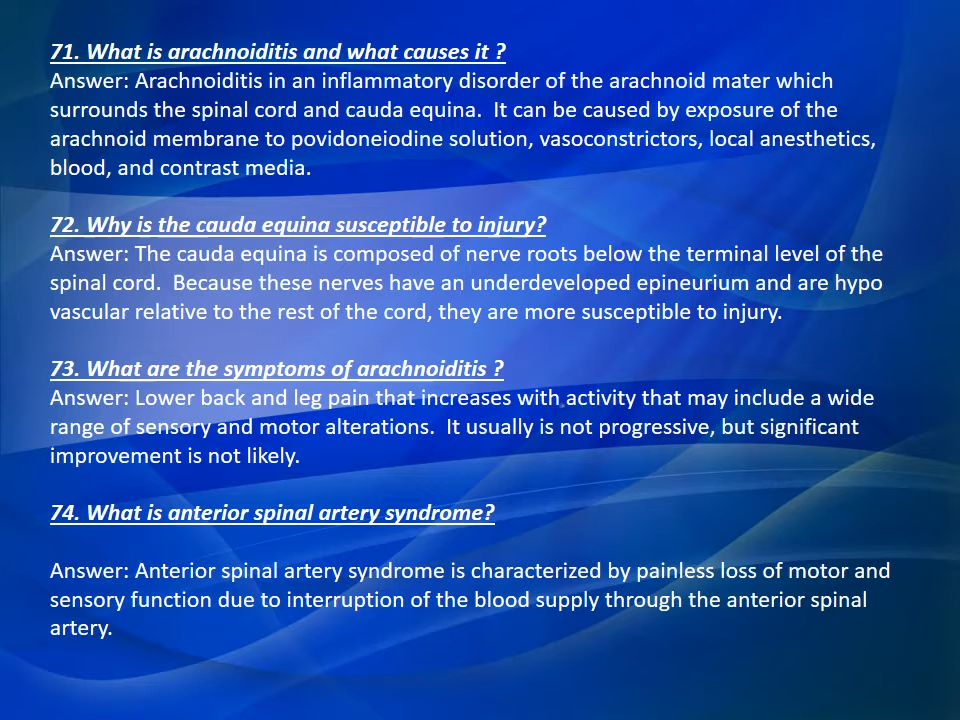 71. What is arachnoiditis and what causes it ?
Answer: Arachnoiditis in an inflammatory disorder of the arachnoid mater which
surrounds the spinal cord and cauda equina.  It can be caused by exposure of the
arachnoid membrane to povidoneiodine solution, vasoconstrictors, local anesthetics,
blood, and contrast media.
72. Why is the cauda equina susceptible to injury?
Answer: The cauda equina is composed of nerve roots below the terminal level of the
spinal cord.  Because these nerves have an underdeveloped epineurium and are hypo
vascular relative to the rest of the cord, they are more susceptible to injury.
73. What are the symptoms of arachnoiditis ?
Answer: Lower back and leg pain that increases with activity that may include a wide
range of sensory and motor alterations.  It usually is not progressive, but significant
improvement is not likely.
74. What is anterior spinal artery syndrome?
Answer: Anterior spinal artery syndrome is characterized by painless loss of motor and
sensory function due to interruption of the blood supply through the anterior spinal
artery.